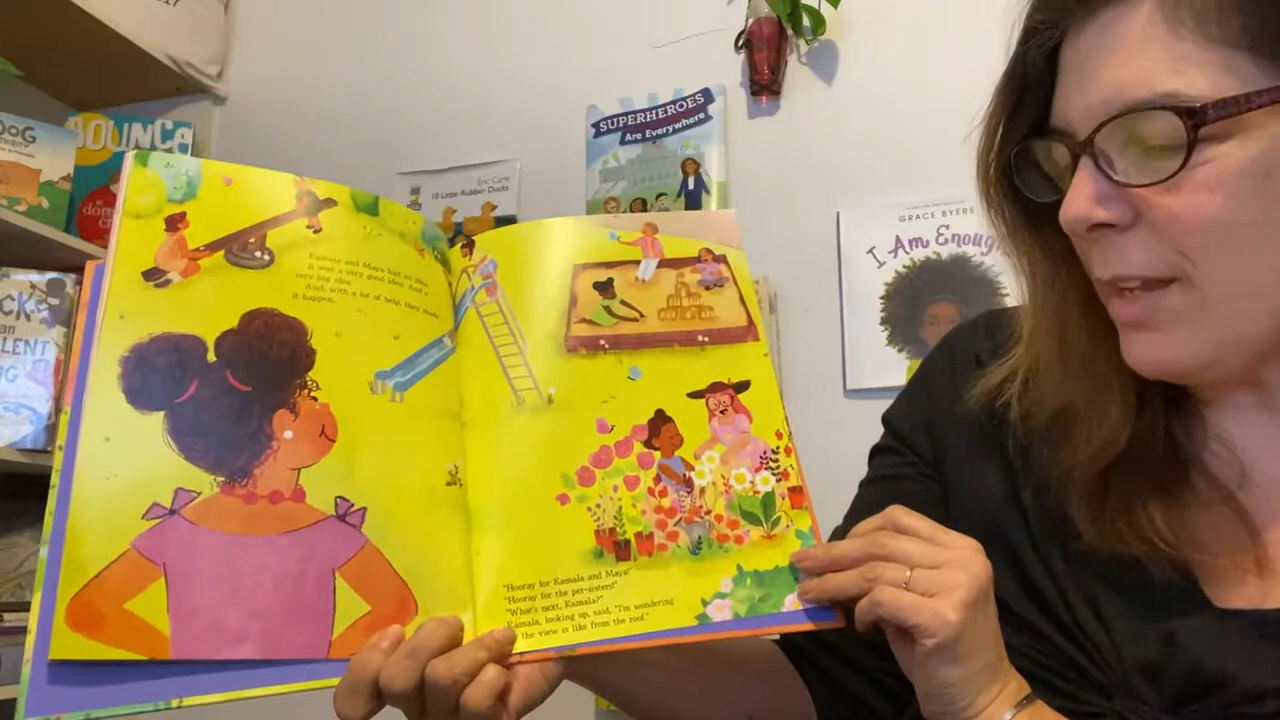 17
DOG
BOUNCE
Eric Carle
10 Little Rubber Ducks
SUPERHEROES
Are Everywhere
GRACE BYERS
I Am Enough
Kamala and Maya had an idea.
It was a very good idea. And a
very big idea.
And, with a lot of help, they made
it happen.
"Hooray for Kamala and Maya!"
"Hooray for the per-sisters!"
"What's next, Kamala?"
Kamala, looking up, said, "I'm wondering
the view is like from the roof."